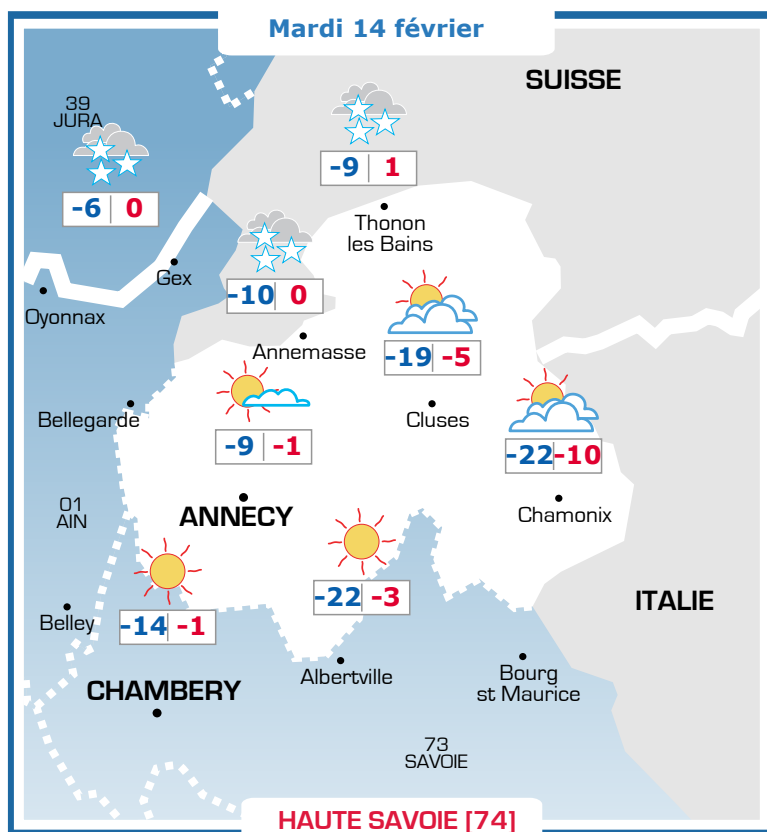 Mardi 14 février
SUISSE
39
JURA
-9 1
-6 0
Thonon
les Bains
Gex
-10 0
Oyonnax
Annemasse
-19 -5
Bellegarde
Cluses
-9 -1
-22 -10
01
AIN
ANNECY
Chamonix
-22 -3
ITALIE
Belley
-14 -1
Albertville
Bourg
st Maurice
CHAMBERY
73
SAVOIE
HAUTE SAVOIE [74]